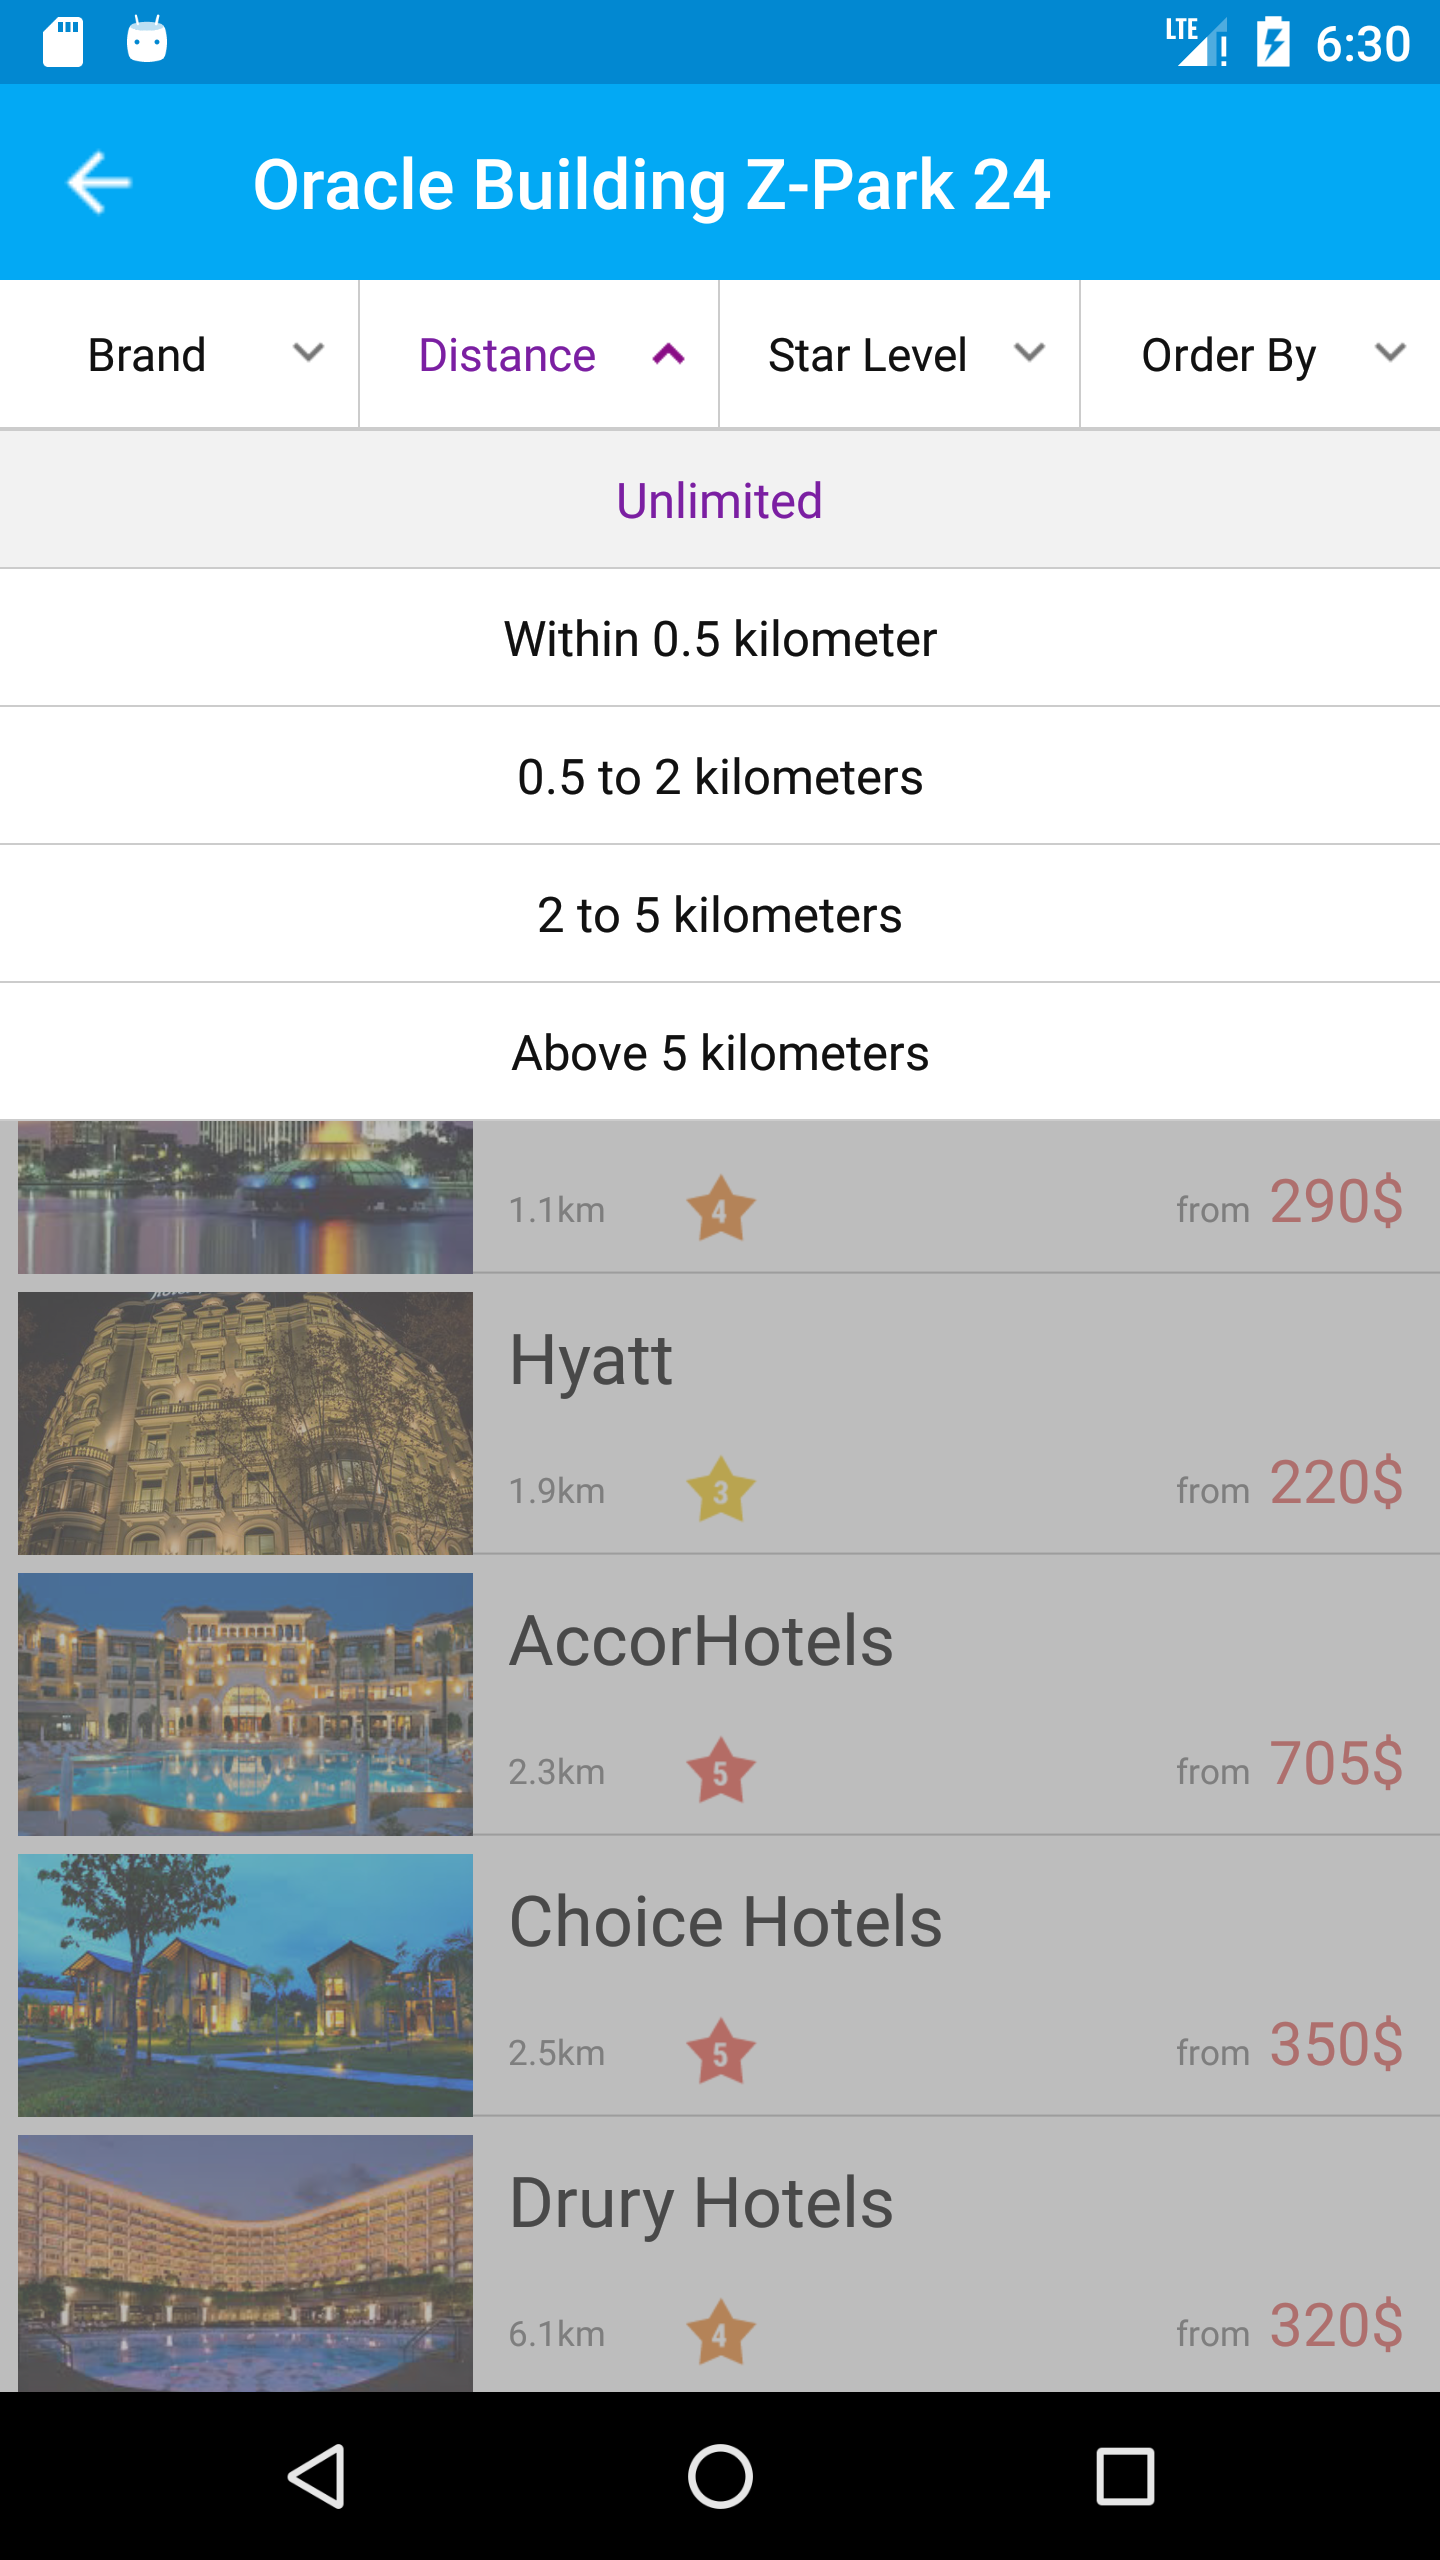 LTE 6:30
Oracle Building Z-Park 24
Brand Distance Star Level Order By
Unlimited
Within 0.5 kilometer
0.5 to 2 kilometers
2 to 5 kilometers
Above 5 kilometers
1.1km 4 from 290$
Hyatt
1.9km 3 from 220$
AccorHotels
2.3km 5 from 705$
Choice Hotels
2.5km 5 from 350$
Drury Hotels
6.1km 4 from 320$